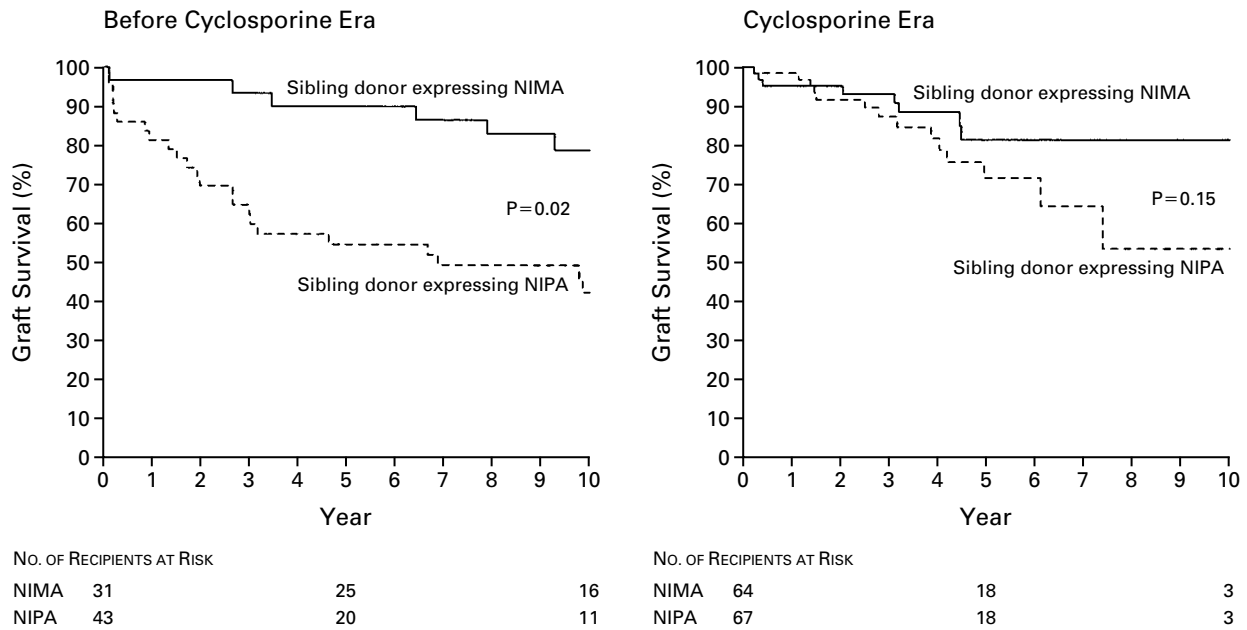 Before Cyclosporine Era
100
90
80
70
60
50
40
30
20
10
0
Graft Survival (%)
Sibling donor expressing NIMA
P=0.02
Sibling donor expressing NIPA
0 1 2 3 4 5 6 7 8 9 10
Year
NO. OF RECIPIENTS AT RISK
NIMA 31 25 16
NIPA 43 20 11
Cyclosporine Era
100
90
80
70
60
50
40
30
20
10
0
Graft Survival (%)
Sibling donor expressing NIMA
P=0.15
Sibling donor expressing NIPA
0 1 2 3 4 5 6 7 8 9 10
Year
NO. OF RECIPIENTS AT RISK
NIMA 64 18 3
NIPA 67 18 3